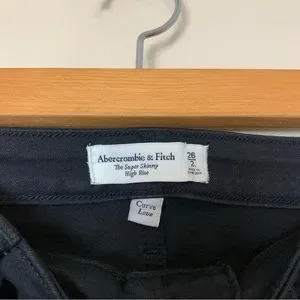 Abercrombie & Fitch
The Super Skinny
High Rise
26
2
Curve
Love